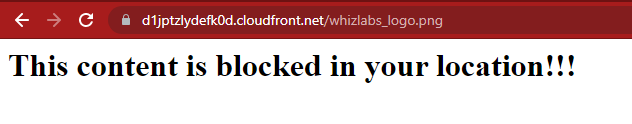 d1jptzlydefk0d.cloudfront.net/whizlabs_logo.png
This content is blocked in your location!!!